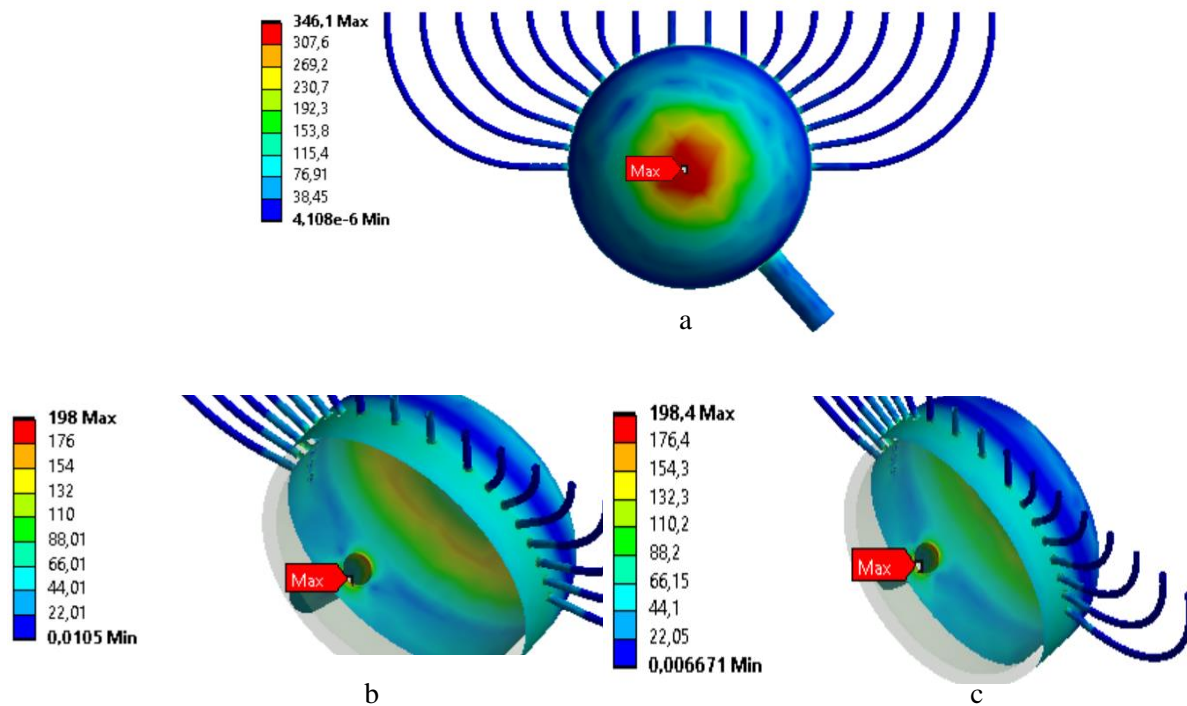 346,1 Max
307,6
269,2
230,7
192,3
153,8
115,4
76,91
38,45
4,108e-6 Min
Max
a
198 Max
176
154
132
110
88,01
66,01
44,01
22,01
0,0105 Min
Max
b
198,4 Max
176,4
154,3
132,3
110,2
88,2
66,15
44,1
22,05
0,006671 Min
Max
c